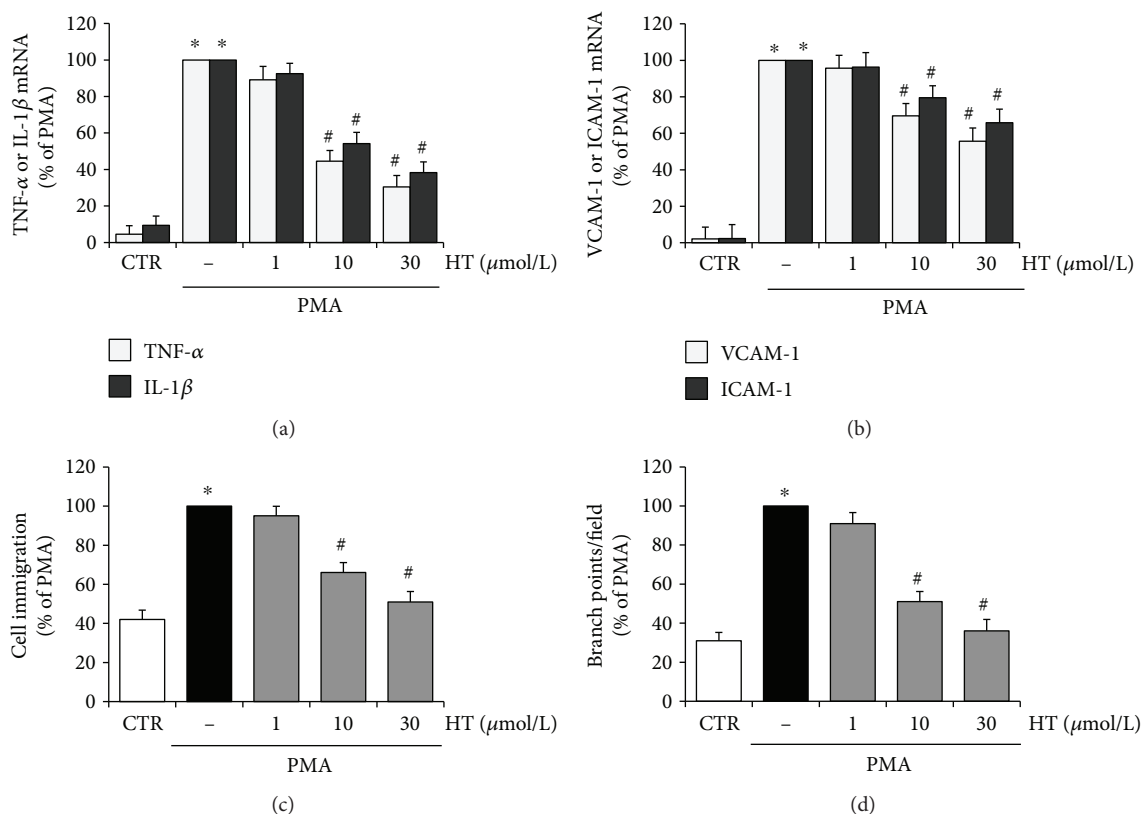 TNF-α or IL-1β mRNA
(% of PMA)
120
100
80
60
40
20
0
* *
# #
# #
CTR – 1 10 30 HT (μmol/L)
PMA
TNF-α
IL-1β
(a)
VCAM-1 or ICAM-1 mRNA
(% of PMA)
120
100
80
60
40
20
0
* *
# #
# #
CTR – 1 10 30 HT (μmol/L)
PMA
VCAM-1
ICAM-1
(b)
Cell immigration
(% of PMA)
120
100
80
60
40
20
0
*
#
#
CTR – 1 10 30 HT (μmol/L)
PMA
(c)
Branch points/field
(% of PMA)
120
100
80
60
40
20
0
*
#
#
CTR – 1 10 30 HT (μmol/L)
PMA
(d)